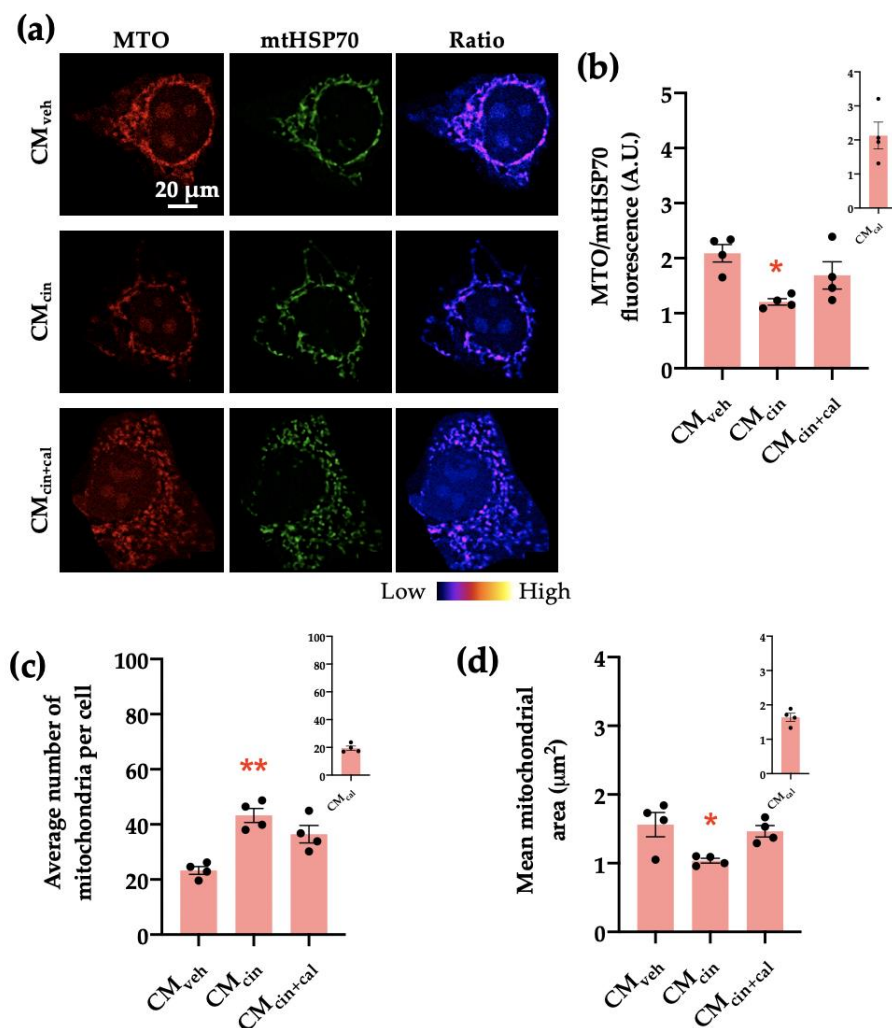 (a)
MTO mtHSP70 Ratio
CMveh
20 µm
CMcin
CMcin+cal
Low High
(b)
MTO/mtHSP70
fluorescence (A.U.)
5
4
3
2
1
0
*
CMveh CMcin CMcin+cal
4
3
2
1
0
CMcal
(c)
Average number of
mitochondria per cell
100
80
60
40
20
0
**
CMveh CMcin CMcin+cal
100
80
60
40
20
0
CMcal
(d)
Mean mitochondrial
area (µm²)
4
3
2
1
0
*
CMveh CMcin CMcin+cal
4
3
2
1
0
CMcal